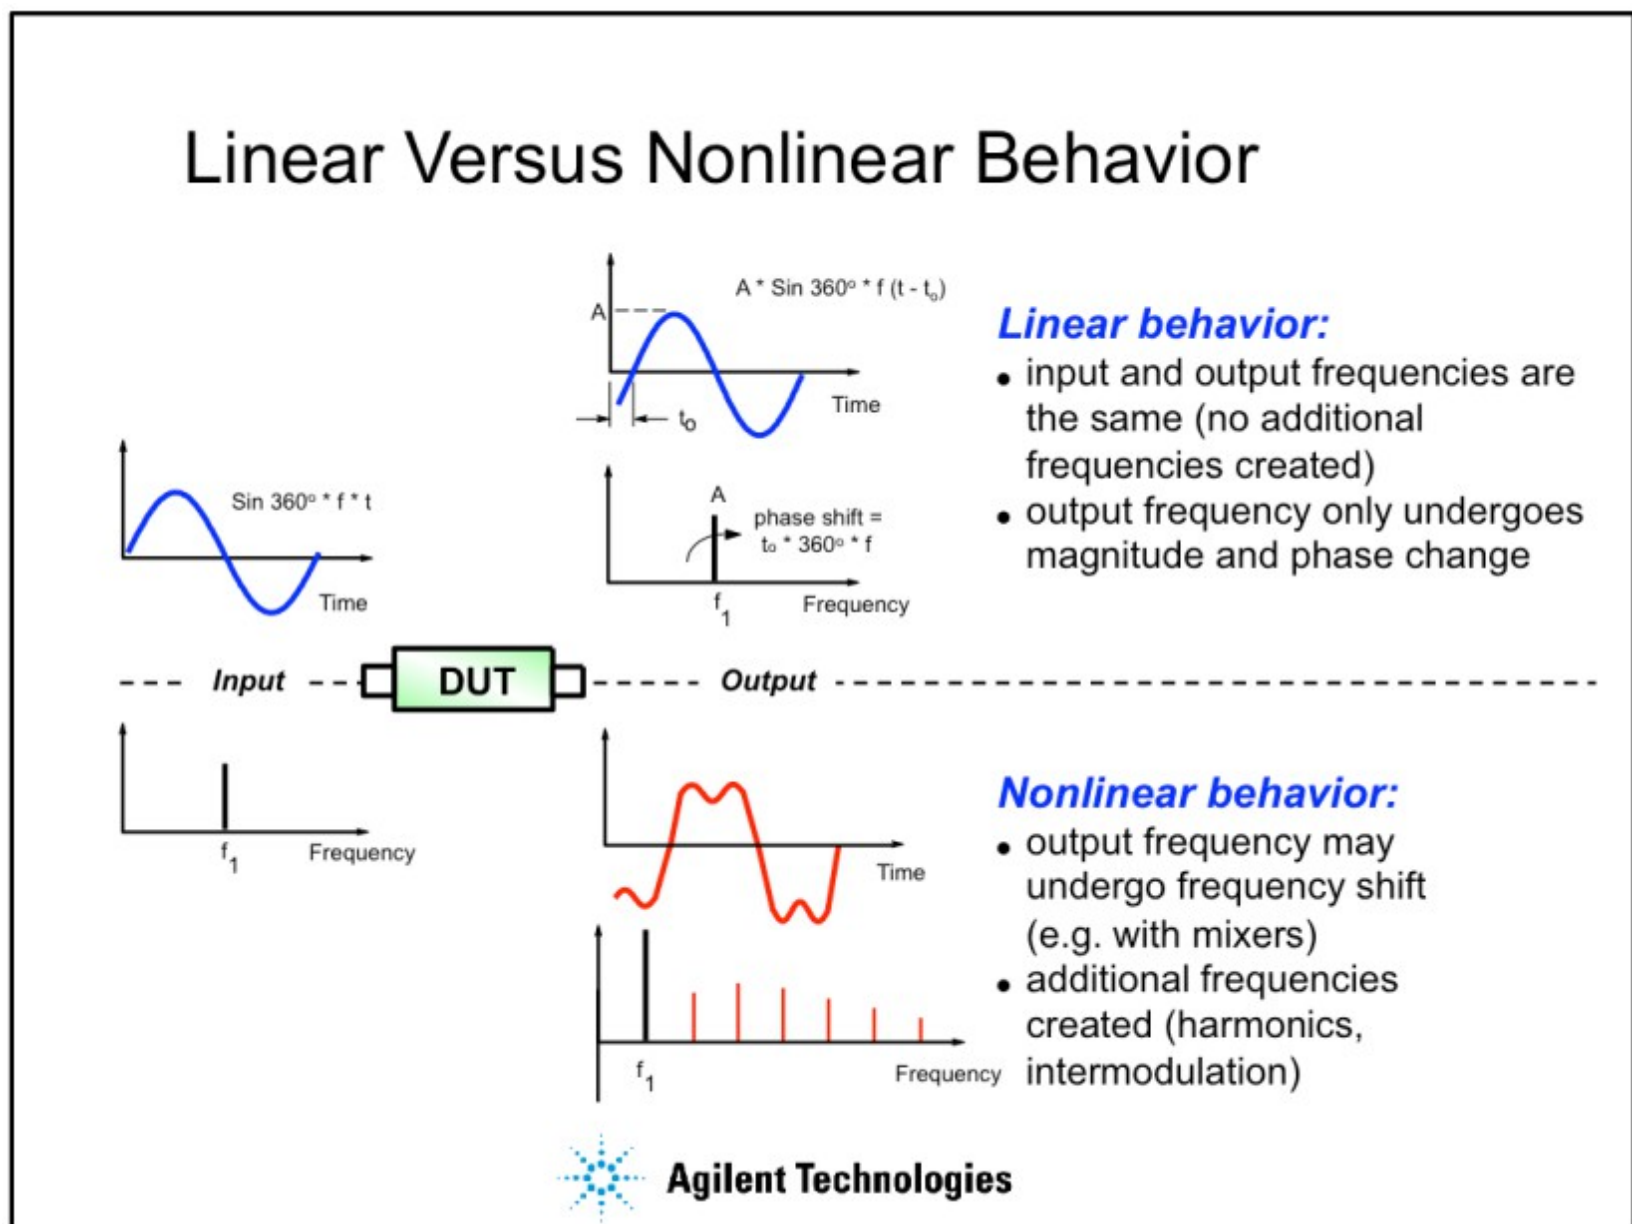 Linear Versus Nonlinear Behavior
A * Sin 360º * f (t - tₒ)
A
Time
tₒ
Sin 360º * f * t
Time
A
phase shift =
tₒ * 360º * f
f₁
Frequency
Linear behavior:
• input and output frequencies are
the same (no additional
frequencies created)
• output frequency only undergoes
magnitude and phase change
Input
DUT
Output
f₁
Frequency
Time
f₁
Frequency
Nonlinear behavior:
• output frequency may
undergo frequency shift
(e.g. with mixers)
• additional frequencies
created (harmonics,
intermodulation)
Agilent Technologies